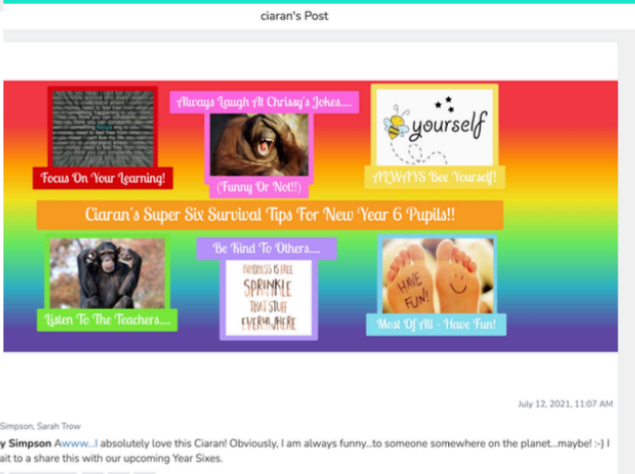 ciaran's Post
Always Laugh At Chrissy's Jokes....
yourself
Focus On Your Learning!
(Funny Or Not!!)
ALWAYS Bee Yourself!
Ciaran's Super Six Survival Tips For New Year 6 Pupils!!
Be Kind To Others....
KINDNESS IS FREE
SPRINKLE
THAT STUFF
EVERYWHERE
HAVE
FUN!
Listen To The Teachers....
Most Of All - Have Fun!
July 12, 2021, 11:07 AM
Simpson, Sarah Trow
y Simpson Awww...I absolutely love this Ciaran! Obviously, I am always funny...to someone somewhere on the planet...maybe! :-) I
ait to a share this with our upcoming Year Sixes.